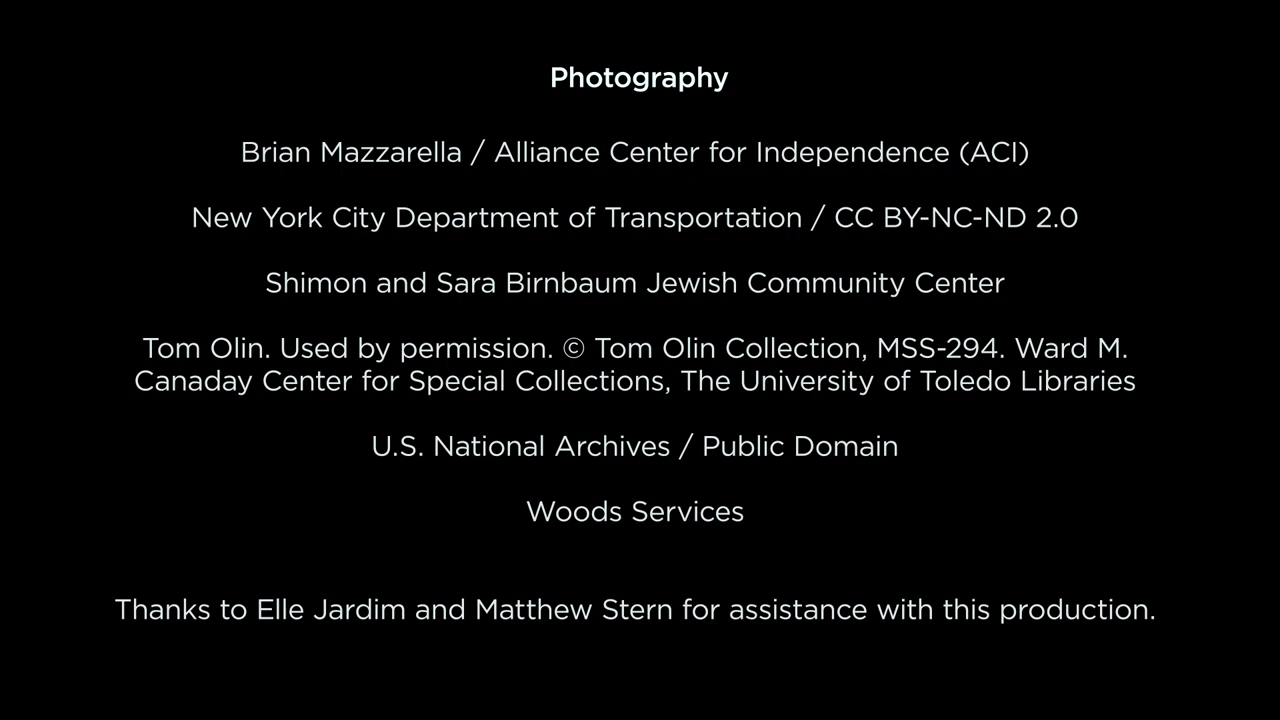 Photography
Brian Mazzarella / Alliance Center for Independence (ACI)
New York City Department of Transportation / CC BY-NC-ND 2.0
Shimon and Sara Birnbaum Jewish Community Center
Tom Olin. Used by permission. © Tom Olin Collection, MSS-294. Ward M.
Canaday Center for Special Collections, The University of Toledo Libraries
U.S. National Archives / Public Domain
Woods Services
Thanks to Elle Jardim and Matthew Stern for assistance with this production.